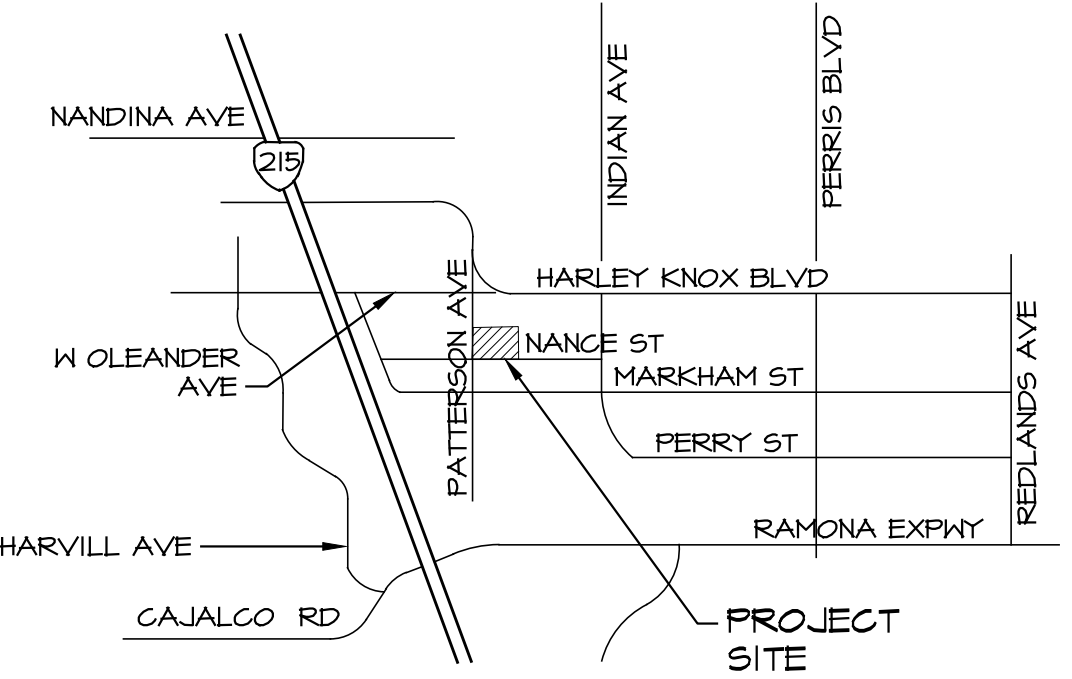 INDIAN AVE
PERRIS BLVD
NANDINA AVE
215
HARLEY KNOX BLVD
PATTERSON AVE
REDLANDS AVE
W OLEANDER
AVE
NANCE ST
MARKHAM ST
PERRY ST
RAMONA EXPWY
HARVILL AVE
CAJALCO RD
PROJECT
SITE